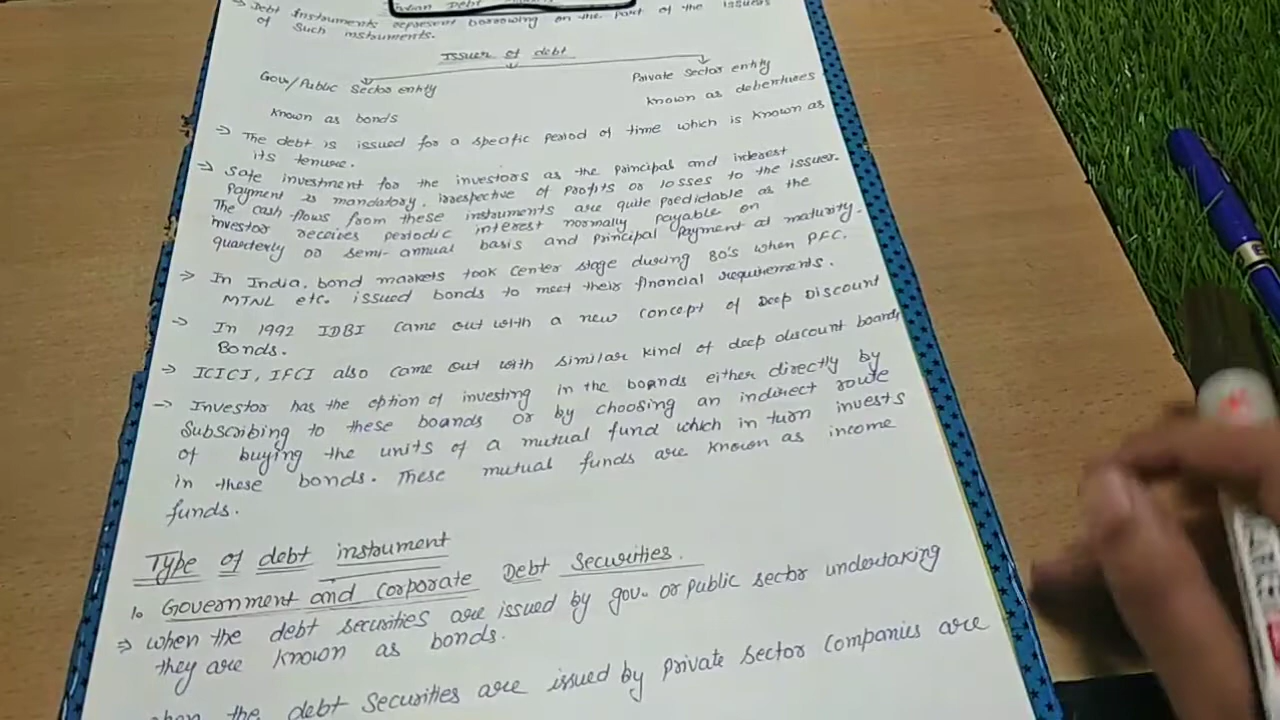 Indian Debt
⇒ Debt Instruments represent borrowing on the part of the issuers
of such instruments.
Issuer of debt
Gov/Public Sector entity
Private Sector entity
known as bonds
known as debentures
⇒ The debt is issued for a specific period of time which is known as
its tenure.
⇒ Safe investment for the investors as the principal and interest
Payment is mandatory, irrespective of profits or losses to the issuer.
The cash flows from these instruments are quite predictable as the
investor receives periodic interest normally payable on
quarterly or semi-annual basis and principal payment at maturity.
⇒ In India, bond markets took center stage during 80's when PFC,
MTNL etc. issued bonds to meet their financial requirements.
⇒ In 1992 IDBI came out with a new concept of Deep Discount
Bonds.
⇒ ICICI, IFCI also came out with similar kind of deep discount boands
⇒ Investor has the option of investing in the boands either directly by
Subscribing to these boands or by choosing an indirect route
of buying the units of a mutual fund which in turn invests
in these bonds. These mutual funds are known as income
funds.
Type of debt instrument
1. Government and Corporate Debt Securities.
⇒ when the debt securities are issued by gov. or public sector undertaking
they are known as bonds.
the debt Securities are issued by private sector companies are